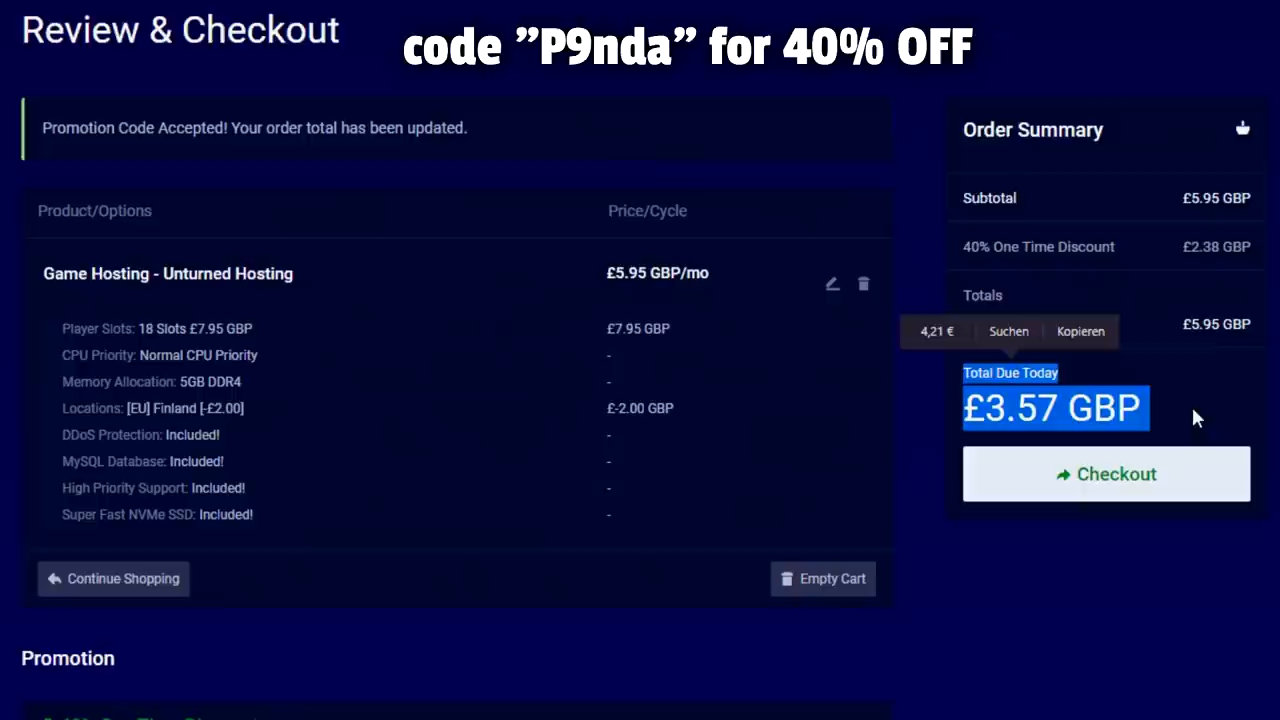 Review & Checkout
code ”P9nda” for 40% OFF
Promotion Code Accepted! Your order total has been updated.
Product/Options Price/Cycle
Game Hosting - Unturned Hosting £5.95 GBP/mo
Player Slots: 18 Slots £7.95 GBP £7.95 GBP
CPU Priority: Normal CPU Priority -
Memory Allocation: 5GB DDR4 -
Locations: [EU] Finland [-£2.00] £-2.00 GBP
DDoS Protection: Included! -
MySQL Database: Included! -
High Priority Support: Included! -
Super Fast NVMe SSD: Included! -
Continue Shopping
Empty Cart
Order Summary
Subtotal £5.95 GBP
40% One Time Discount £2.38 GBP
Totals
£5.95 GBP
4,21 € Suchen Kopieren
Total Due Today
£3.57 GBP
Checkout
Promotion